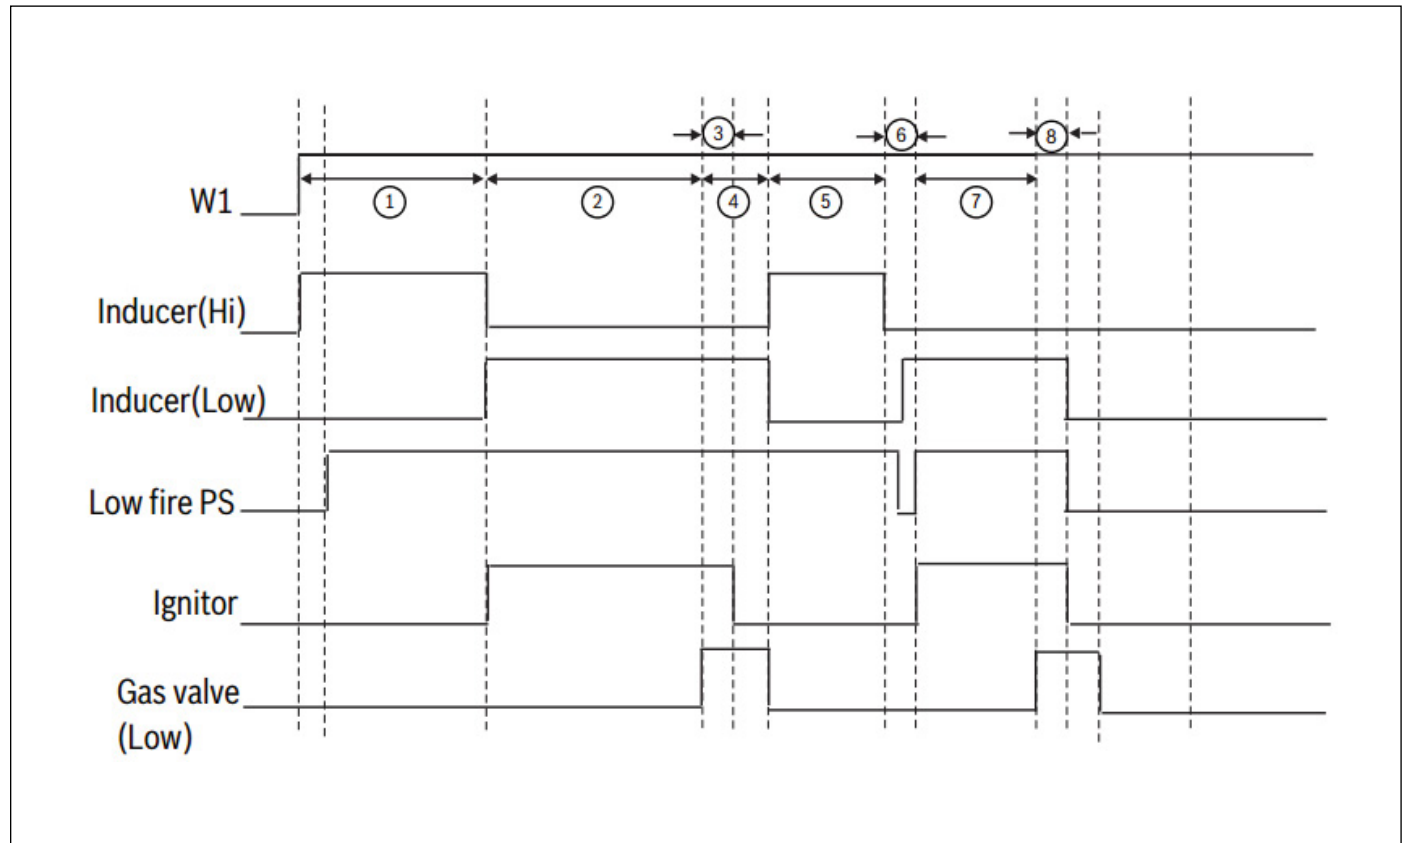 3
6
8
W1
1
2
4
5
7
Inducer(Hi)
Inducer(Low)
Low fire PS
Ignitor
Gas valve
(Low)